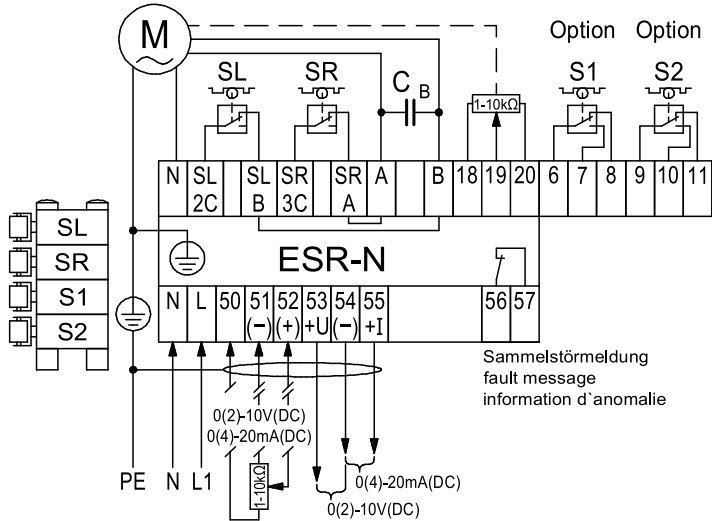 M
Option Option
SL SR C B S1 S2
1-10kΩ
N SL 2C SL B SR 3C SR A A B 18 19 20 6 7 8 9 10 11
SL
SR
S1
S2
ESR-N
N L 50 51 (-) 52 (+) 53 +U 54 (-) 55 +I 56 57
Sammelstörmeldung
fault message
information d`anomalie
0(2)-10V(DC)
0(4)-20mA(DC)
1-10kΩ
PE N L1
0(4)-20mA(DC)
0(2)-10V(DC)